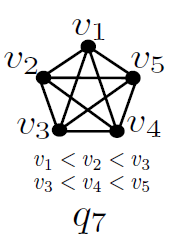 v₁
v₂ v₅
v₃ v₄
v₁ < v₂ < v₃
v₃ < v₄ < v₅
q₇